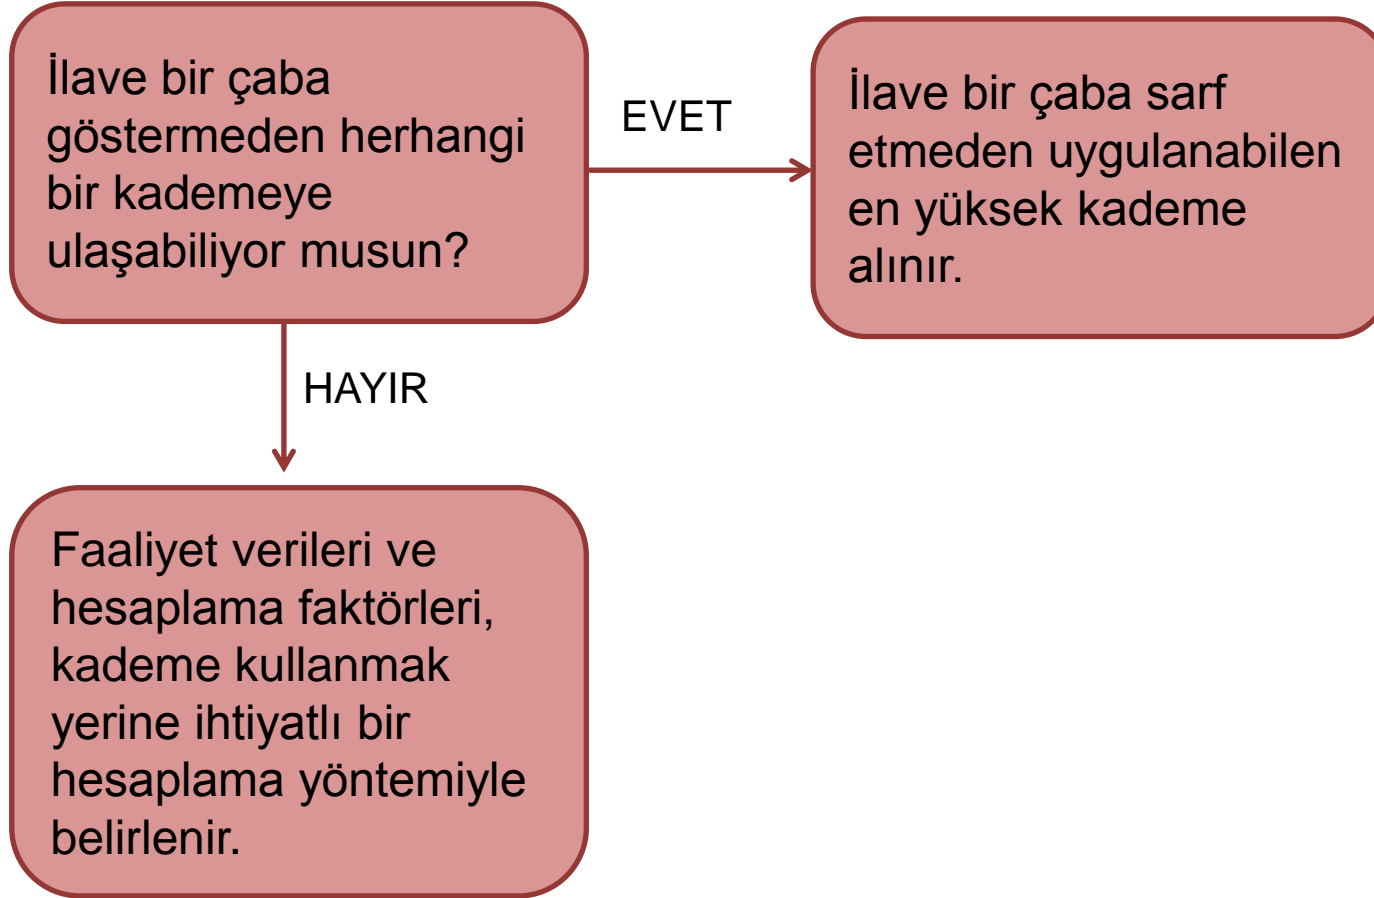 İlave bir çaba
göstermeden herhangi
bir kademeye
ulaşabiliyor musun?
EVET
İlave bir çaba sarf
etmeden uygulanabilen
en yüksek kademe
alınır.
HAYIR
Faaliyet verileri ve
hesaplama faktörleri,
kademe kullanmak
yerine ihtiyatlı bir
hesaplama yöntemiyle
belirlenir.